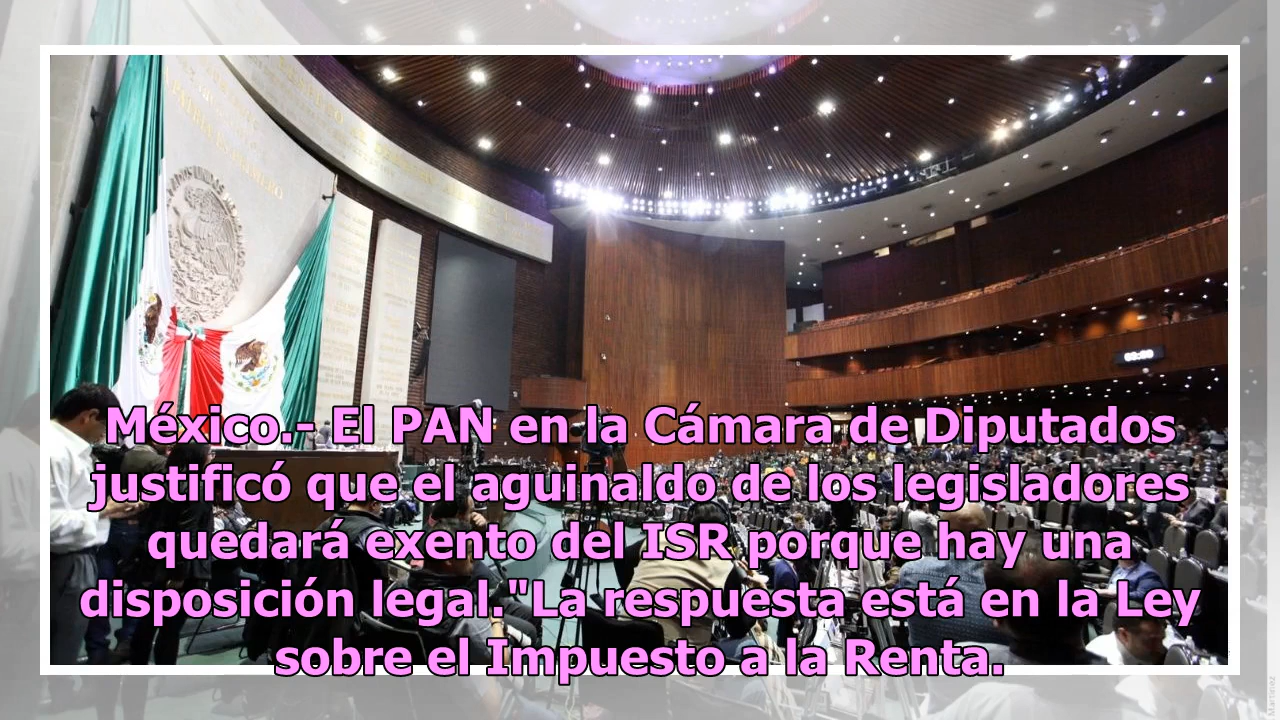 México.- El PAN en la Cámara de Diputados
justificó que el aguinaldo de los legisladores
quedará exento del ISR porque hay una
disposición legal."La respuesta está en la Ley
sobre el Impuesto a la Renta.